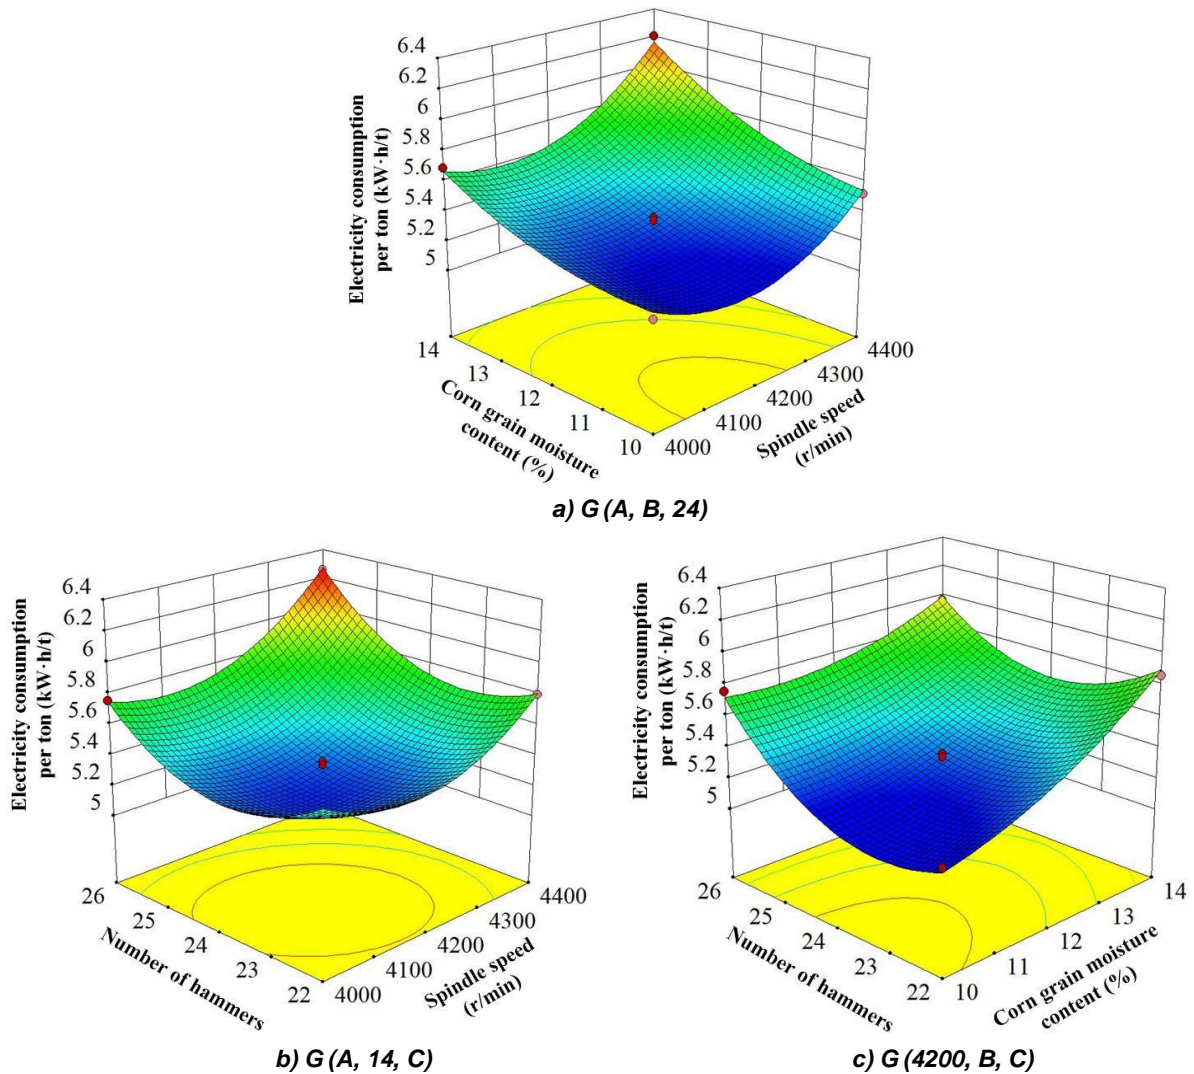 6.4
6.2
6
5.8
5.6
5.4
5.2
5
Electricity consumption
per ton (kW·h/t)
14
13
12
11
10
Corn grain moisture
content (%)
4000
4100
4200
4300
4400
Spindle speed
(r/min)
a) G (A, B, 24)
6.4
6.2
6
5.8
5.6
5.4
5.2
5
Electricity consumption
per ton (kW·h/t)
26
25
24
23
22
Number of hammers
4000
4100
4200
4300
4400
Spindle speed
(r/min)
b) G (A, 14, C)
6.4
6.2
6
5.8
5.6
5.4
5.2
5
Electricity consumption
per ton (kW·h/t)
26
25
24
23
22
Number of hammers
10
11
12
13
14
Corn grain moisture
content (%)
c) G (4200, B, C)